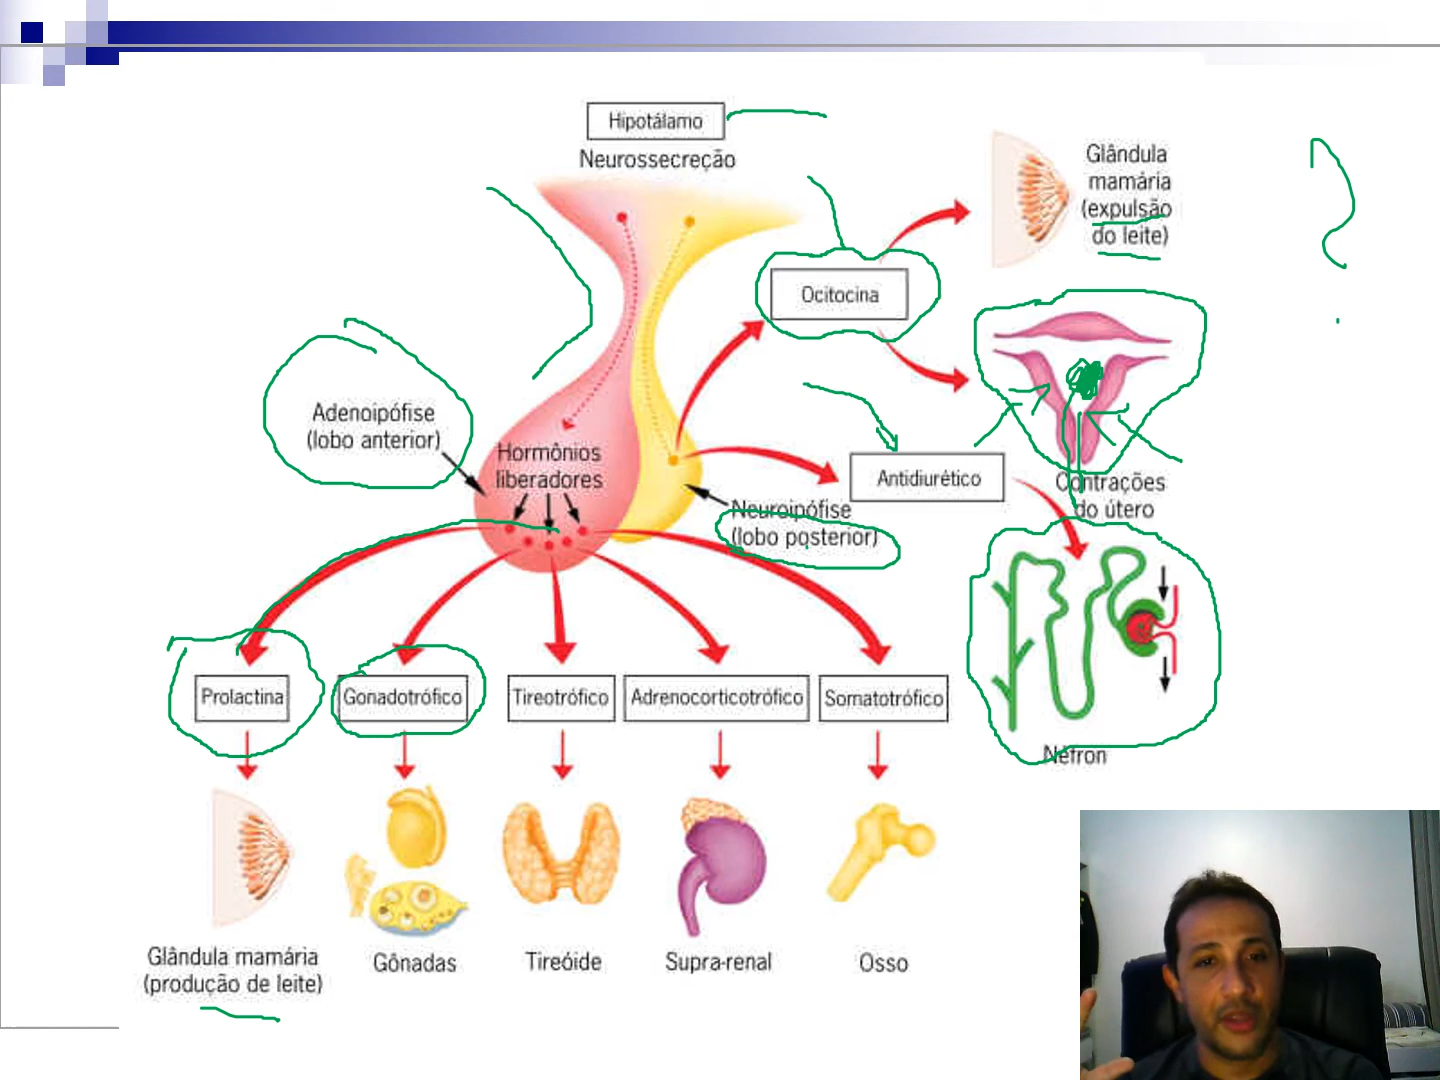 Hipotálamo
Neurossecreção
Glândula
mamária
(expulsão
do leite)
Ocitocina
Adenoipófise
(lobo anterior)
Hormônios
liberadores
Antidiurético
Contrações
do útero
Neuroipófise
(lobo posterior)
Prolactina
Gonadotrófico
Tireotrófico
Adrenocorticotrófico
Somatotrófico
Néfron
Glândula mamária
(produção de leite)
Gônadas
Tireóide
Supra-renal
Osso